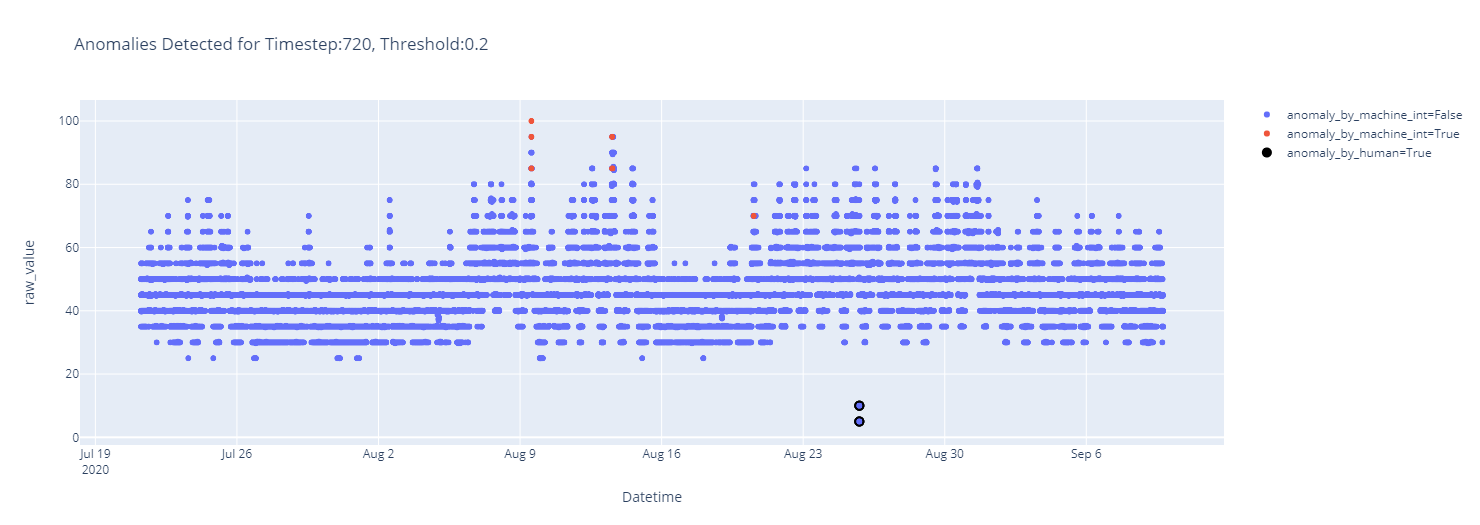 Anomalies Detected for Timestep:720, Threshold:0.2
100
80
60
40
20
0
raw_value
Jul 19
2020
Jul 26
Aug 2
Aug 9
Aug 16
Aug 23
Aug 30
Sep 6
Datetime
anomaly_by_machine_int=False
anomaly_by_machine_int=True
anomaly_by_human=True